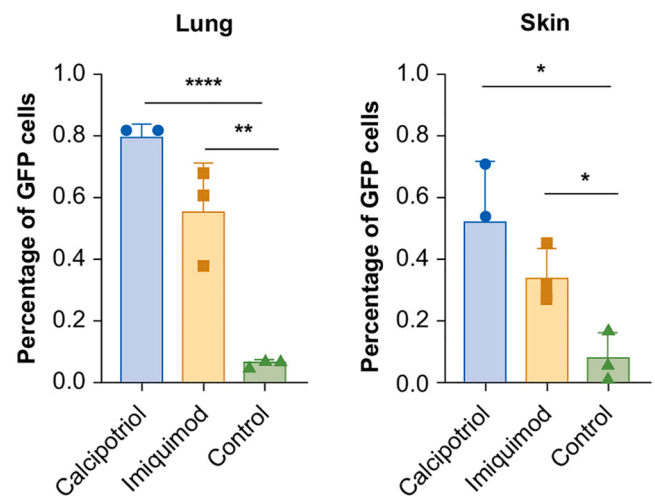 Lung
Percentage of GFP cells
1.0
0.8
0.6
0.4
0.2
0.0
****
**
Calcipotriol
Imiquimod
Control
Skin
Percentage of GFP cells
1.0
0.8
0.6
0.4
0.2
0.0
*
*
Calcipotriol
Imiquimod
Control